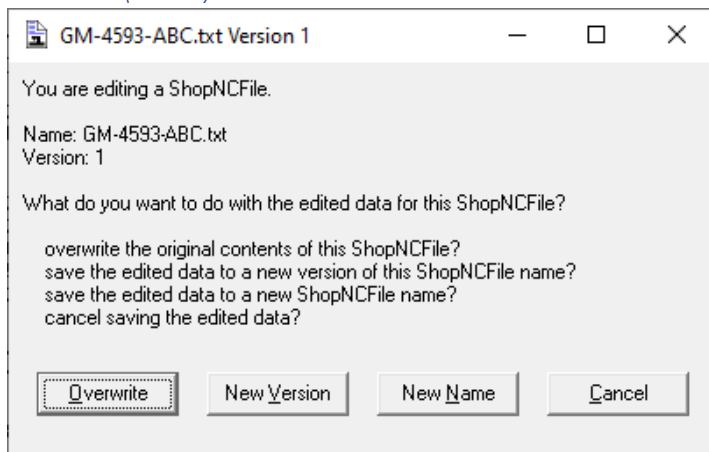 GM-4593-ABC.txt Version 1
You are editing a ShopNCFile.
Name: GM-4593-ABC.txt
Version: 1
What do you want to do with the edited data for this ShopNCFile?
overwrite the original contents of this ShopNCFile?
save the edited data to a new version of this ShopNCFile name?
save the edited data to a new ShopNCFile name?
cancel saving the edited data?
Overwrite New Version New Name Cancel